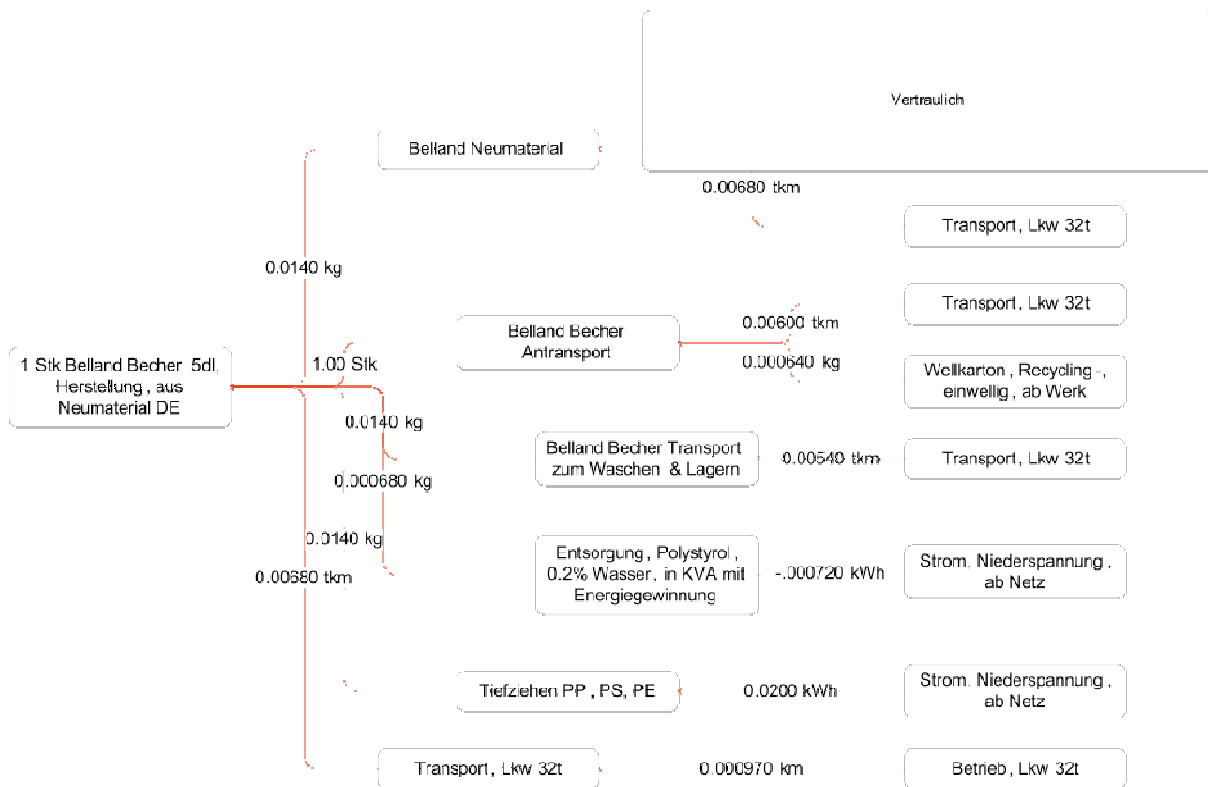 Vertraulich
Belland Neumaterial
0.00680 tkm
Transport, Lkw 32t
0.0140 kg
Transport, Lkw 32t
0.00600 tkm
Belland Becher
Antransport
0.000640 kg
1 Stk Belland Becher 5dl,
Herstellung, aus
Neumaterial DE
1.00 Stk
Wellkarton, Recycling-,
einwellig, ab Werk
0.0140 kg
Belland Becher Transport
zum Waschen & Lagern
0.00540 tkm
Transport, Lkw 32t
0.000680 kg
0.0140 kg
Entsorgung, Polystyrol,
0.2% Wasser, in KVA mit
Energiegewinnung
-.000720 kWh
Strom, Niederspannung,
ab Netz
0.00680 tkm
Tiefziehen PP, PS, PE
0.0200 kWh
Strom, Niederspannung,
ab Netz
Transport, Lkw 32t
0.000970 km
Betrieb, Lkw 32t